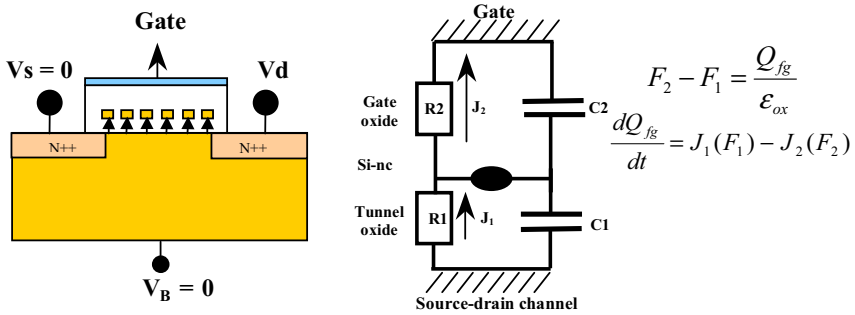 Gate
Vs = 0
Vd
N++
N++
V_B = 0
Gate
Gate
oxide
R2
J₂
C2
Si-nc
Tunnel
oxide
R1
J₁
C1
Source-drain channel
F₂ − F₁ = Q_fg / ε_ox
dQ_fg / dt = J₁(F₁) − J₂(F₂)